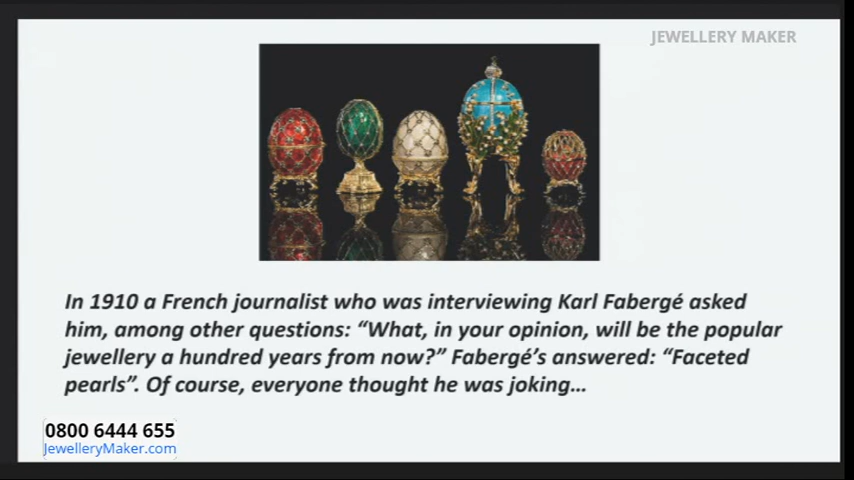 JEWELLERY MAKER
In 1910 a French journalist who was interviewing Karl Fabergé asked
him, among other questions: “What, in your opinion, will be the popular
jewellery a hundred years from now?” Fabergé’s answered: “Faceted
pearls”. Of course, everyone thought he was joking…
0800 6444 655
JewelleryMaker.com